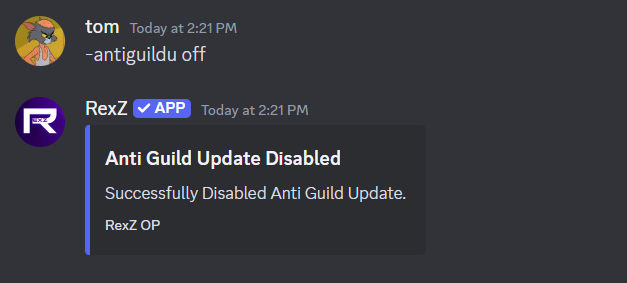 tom Today at 2:21 PM
-antiguildu off
RexZ ✓ APP Today at 2:21 PM
R REXZ
Anti Guild Update Disabled
Successfully Disabled Anti Guild Update.
RexZ OP